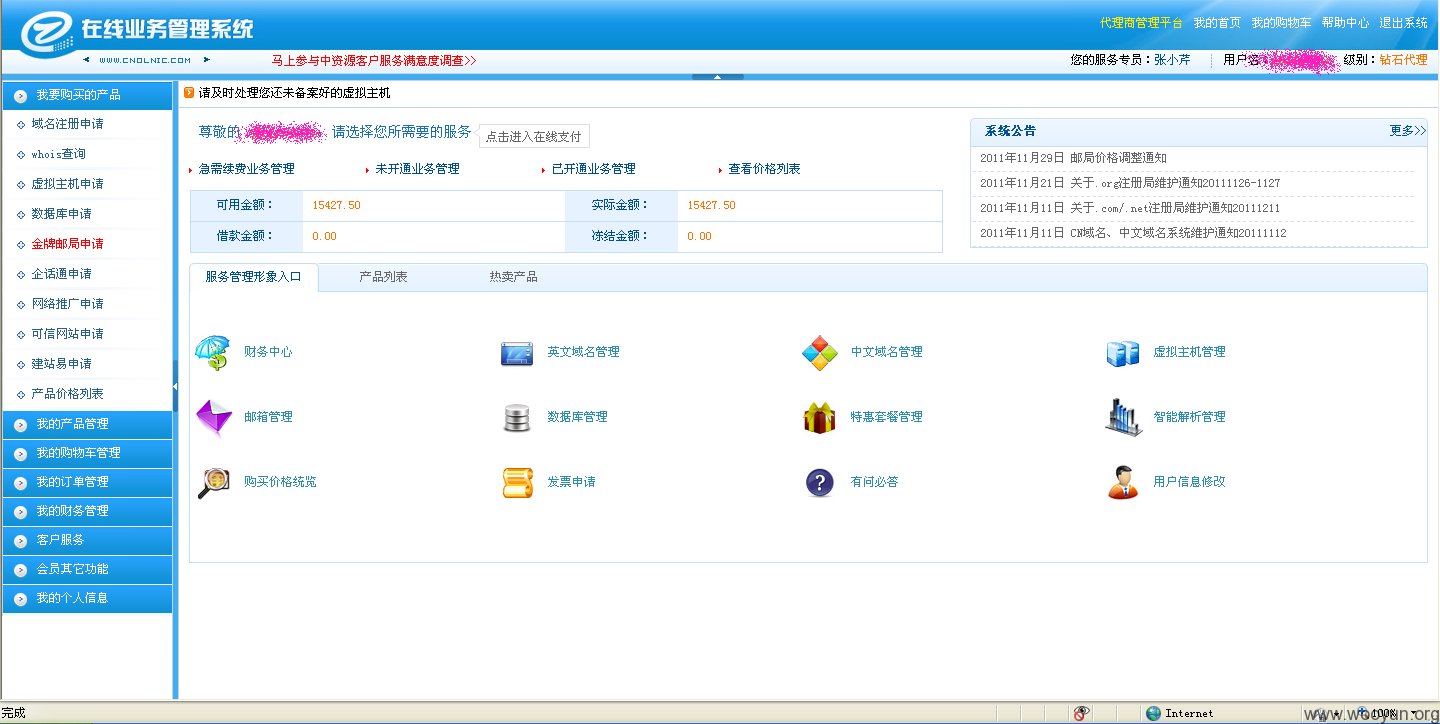 在线业务管理系统
WWW.CNOLNIC.COM
代理商管理平台 我的首页 我的购物车 帮助中心 退出系统
马上参与中资源客户服务满意度调查>>
您的服务专员：张小芹 用户名 级别：钻石代理
我要购买的产品
域名注册申请
whois查询
虚拟主机申请
数据库申请
金牌邮局申请
企话通申请
网络推广申请
可信网站申请
建站易申请
产品价格列表
我的产品管理
我的购物车管理
我的订单管理
我的财务管理
客户服务
会员其它功能
我的个人信息
请及时处理您还未备案好的虚拟主机
尊敬的 请选择您所需要的服务 点击进入在线支付
急需续费业务管理 未开通业务管理 已开通业务管理 查看价格列表
可用金额： 15427.50 实际金额： 15427.50
借款金额： 0.00 冻结金额： 0.00
系统公告 更多>>
2011年11月29日 邮局价格调整通知
2011年11月21日 关于.org注册局维护通知20111126-1127
2011年11月11日 关于.com/.net注册局维护通知20111211
2011年11月11日 CN域名、中文域名系统维护通知20111112
服务管理形象入口 产品列表 热卖产品
财务中心 英文域名管理 中文域名管理 虚拟主机管理
邮箱管理 数据库管理 特惠套餐管理 智能解析管理
购买价格统览 发票申请 有问必答 用户信息修改
完成 Internet 100%
www.wooyun.org